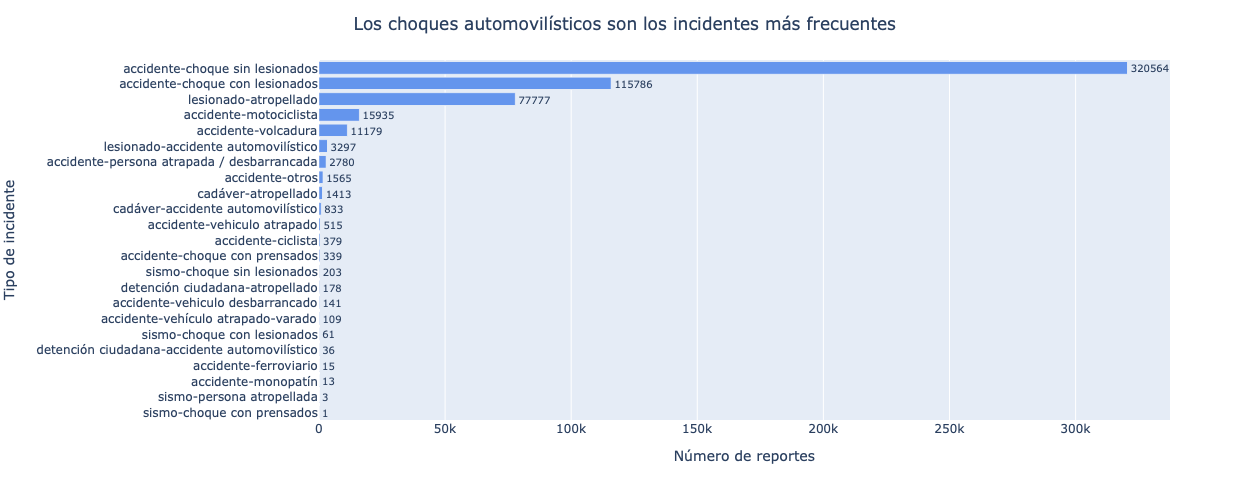 Los choques automovilísticos son los incidentes más frecuentes
Tipo de incidente
accidente-choque sin lesionados 320564
accidente-choque con lesionados 115786
lesionado-atropellado 77777
accidente-motociclista 15935
accidente-volcadura 11179
lesionado-accidente automovilístico 3297
accidente-persona atrapada / desbarrancada 2780
accidente-otros 1565
cadáver-atropellado 1413
cadáver-accidente automovilístico 833
accidente-vehiculo atrapado 515
accidente-ciclista 379
accidente-choque con prensados 339
sismo-choque sin lesionados 203
detención ciudadana-atropellado 178
accidente-vehiculo desbarrancado 141
accidente-vehículo atrapado-varado 109
sismo-choque con lesionados 61
detención ciudadana-accidente automovilístico 36
accidente-ferroviario 15
accidente-monopatín 13
sismo-persona atropellada 3
sismo-choque con prensados 1
0 50k 100k 150k 200k 250k 300k
Número de reportes